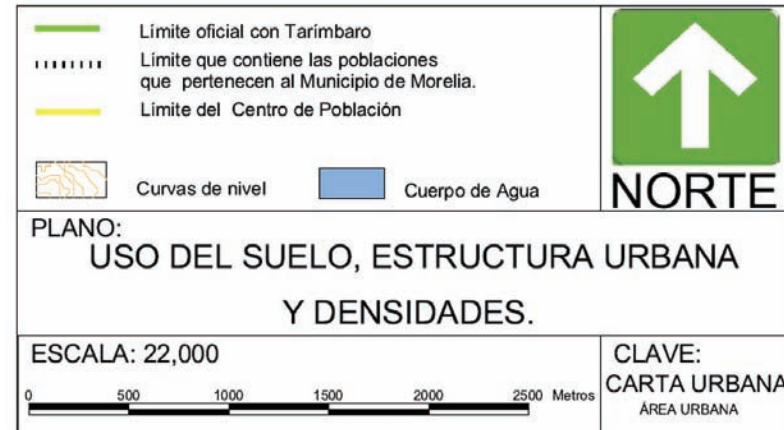 Límite oficial con Tarímbaro
Límite que contiene las poblaciones
que pertenecen al Municipio de Morelia.
Límite del Centro de Población
Curvas de nivel
Cuerpo de Agua
NORTE
PLANO:
USO DEL SUELO, ESTRUCTURA URBANA
Y DENSIDADES.
ESCALA: 22,000
0 500 1000 1500 2000 2500 Metros
CLAVE:
CARTA URBANA
ÁREA URBANA